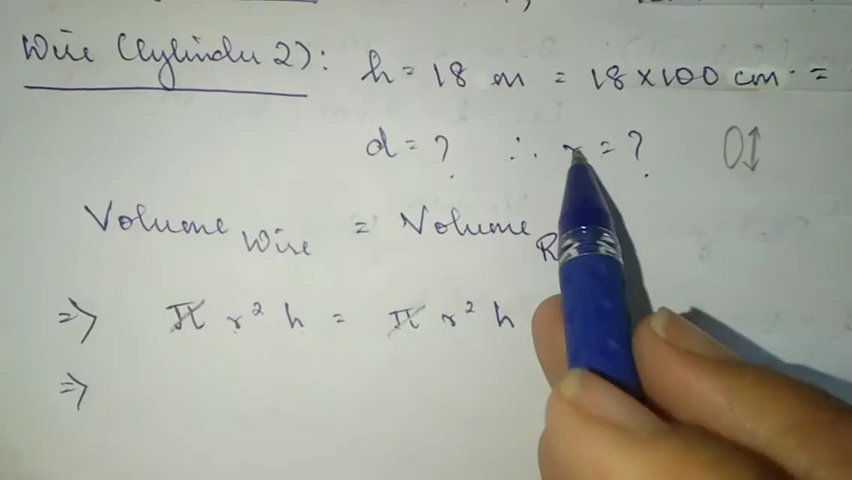 Wire (Cylinder 2): h = 18 m = 18 × 100 cm =
d = ? ∴ r = ?
Volume Wire = Volume R
=> π r² h = π r² h
=>